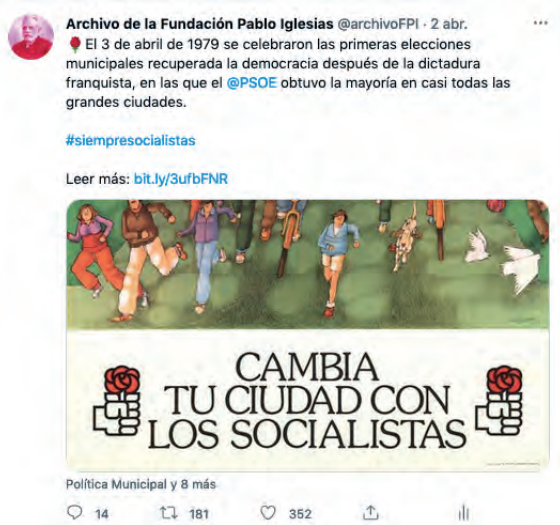 Archivo de la Fundación Pablo Iglesias @archivoFPI · 2 abr.
🌹El 3 de abril de 1979 se celebraron las primeras elecciones
municipales recuperada la democracia después de la dictadura
franquista, en las que el @PSOE obtuvo la mayoría en casi todas las
grandes ciudades.
#siempresocialistas
Leer más: bit.ly/3ufbFNR
CAMBIA
TU CIUDAD CON
LOS SOCIALISTAS
Política Municipal y 8 más
14 181 352